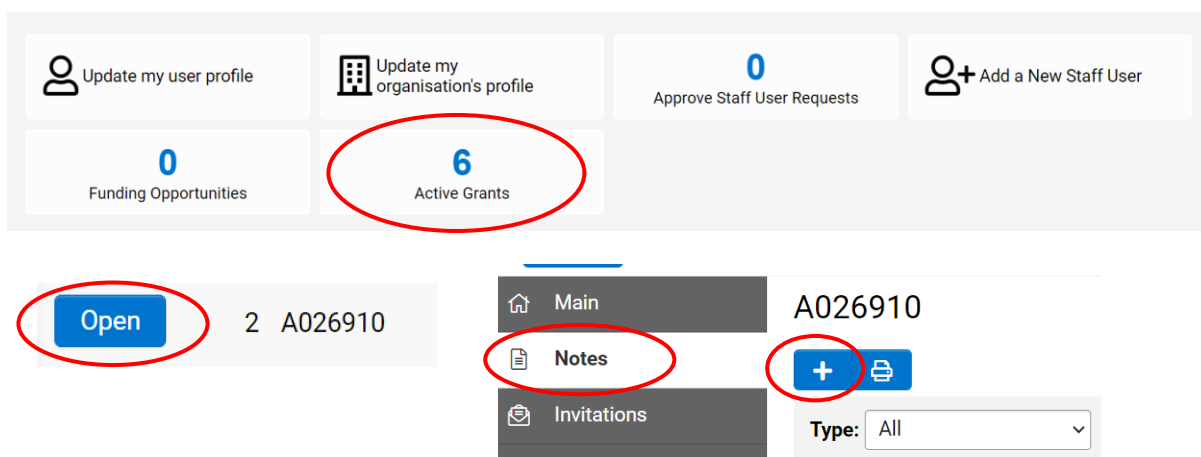 Update my user profile
Update my
organisation's profile
0
Approve Staff User Requests
Add a New Staff User
0
Funding Opportunities
6
Active Grants
Open 2 A026910
Main
Notes
Invitations
A026910
Type: All